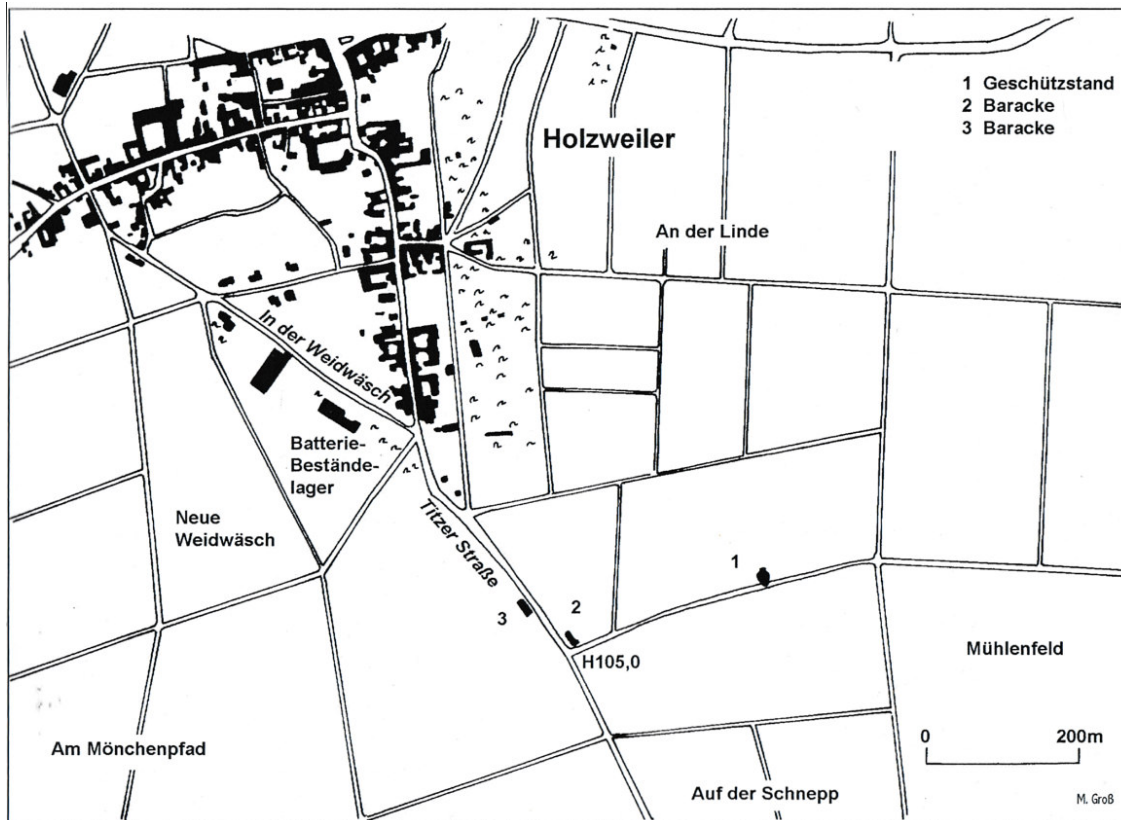 1 Geschützstand
2 Baracke
3 Baracke
Holzweiler
An der Linde
In der Weidwäsch
Batterie-
Bestände-
lager
Neue
Weidwäsch
Titzer Straße
1
2
3
H105,0
Mühlenfeld
Am Mönchenpfad
0 200m
Auf der Schnepp
M. Groß